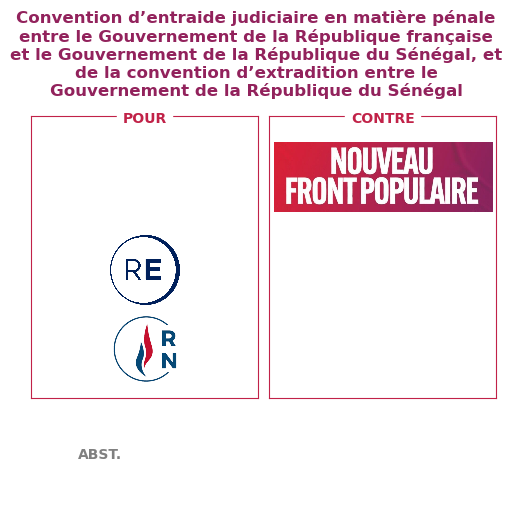 Convention d’entraide judiciaire en matière pénale
entre le Gouvernement de la République française
et le Gouvernement de la République du Sénégal, et
de la convention d’extradition entre le
Gouvernement de la République du Sénégal
POUR
CONTRE
NOUVEAU
FRONT POPULAIRE
RE
R
N
ABST.